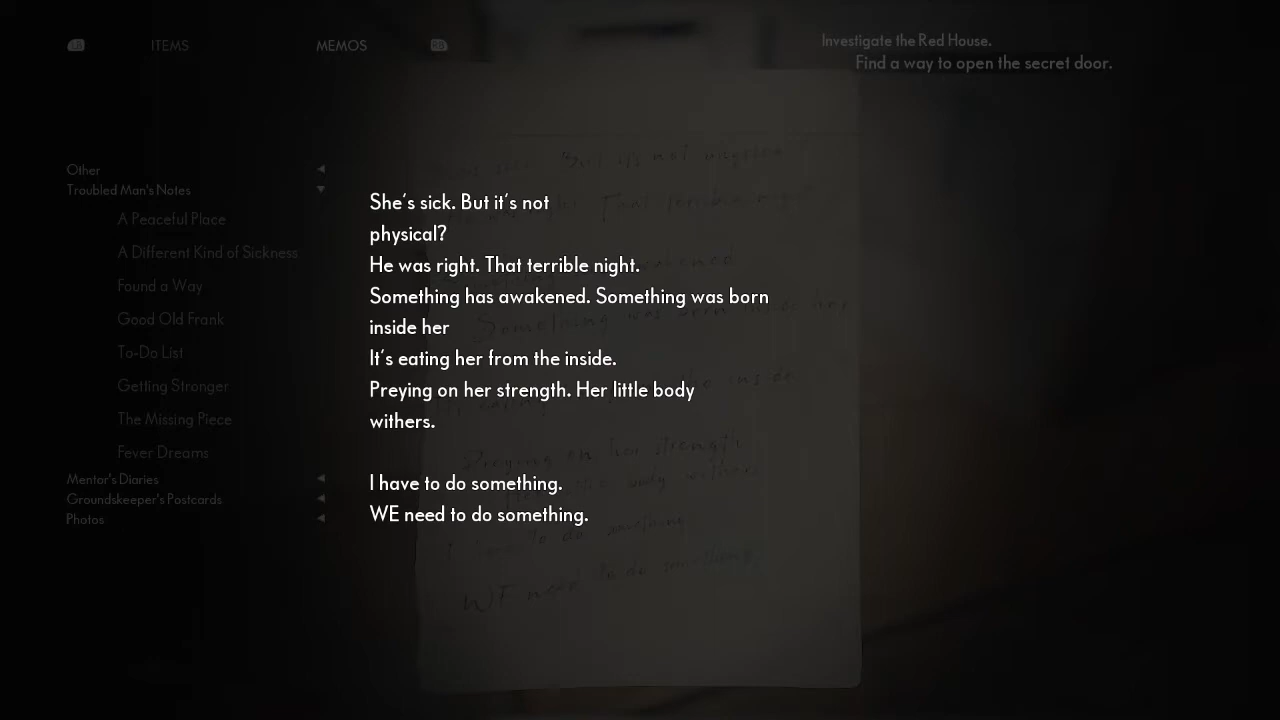 LB
ITEMS
MEMOS
RB
Investigate the Red House.
Find a way to open the secret door.
Other
Troubled Man's Notes
A Peaceful Place
A Different Kind of Sickness
Found a Way
Good Old Frank
To-Do List
Getting Stronger
The Missing Piece
Fever Dreams
Mentor's Diaries
Groundskeeper's Postcards
Photos
She's sick. But it's not
physical?
He was right. That terrible night.
Something has awakened. Something was born
inside her
It's eating her from the inside.
Preying on her strength. Her little body
withers.
I have to do something.
WE need to do something.